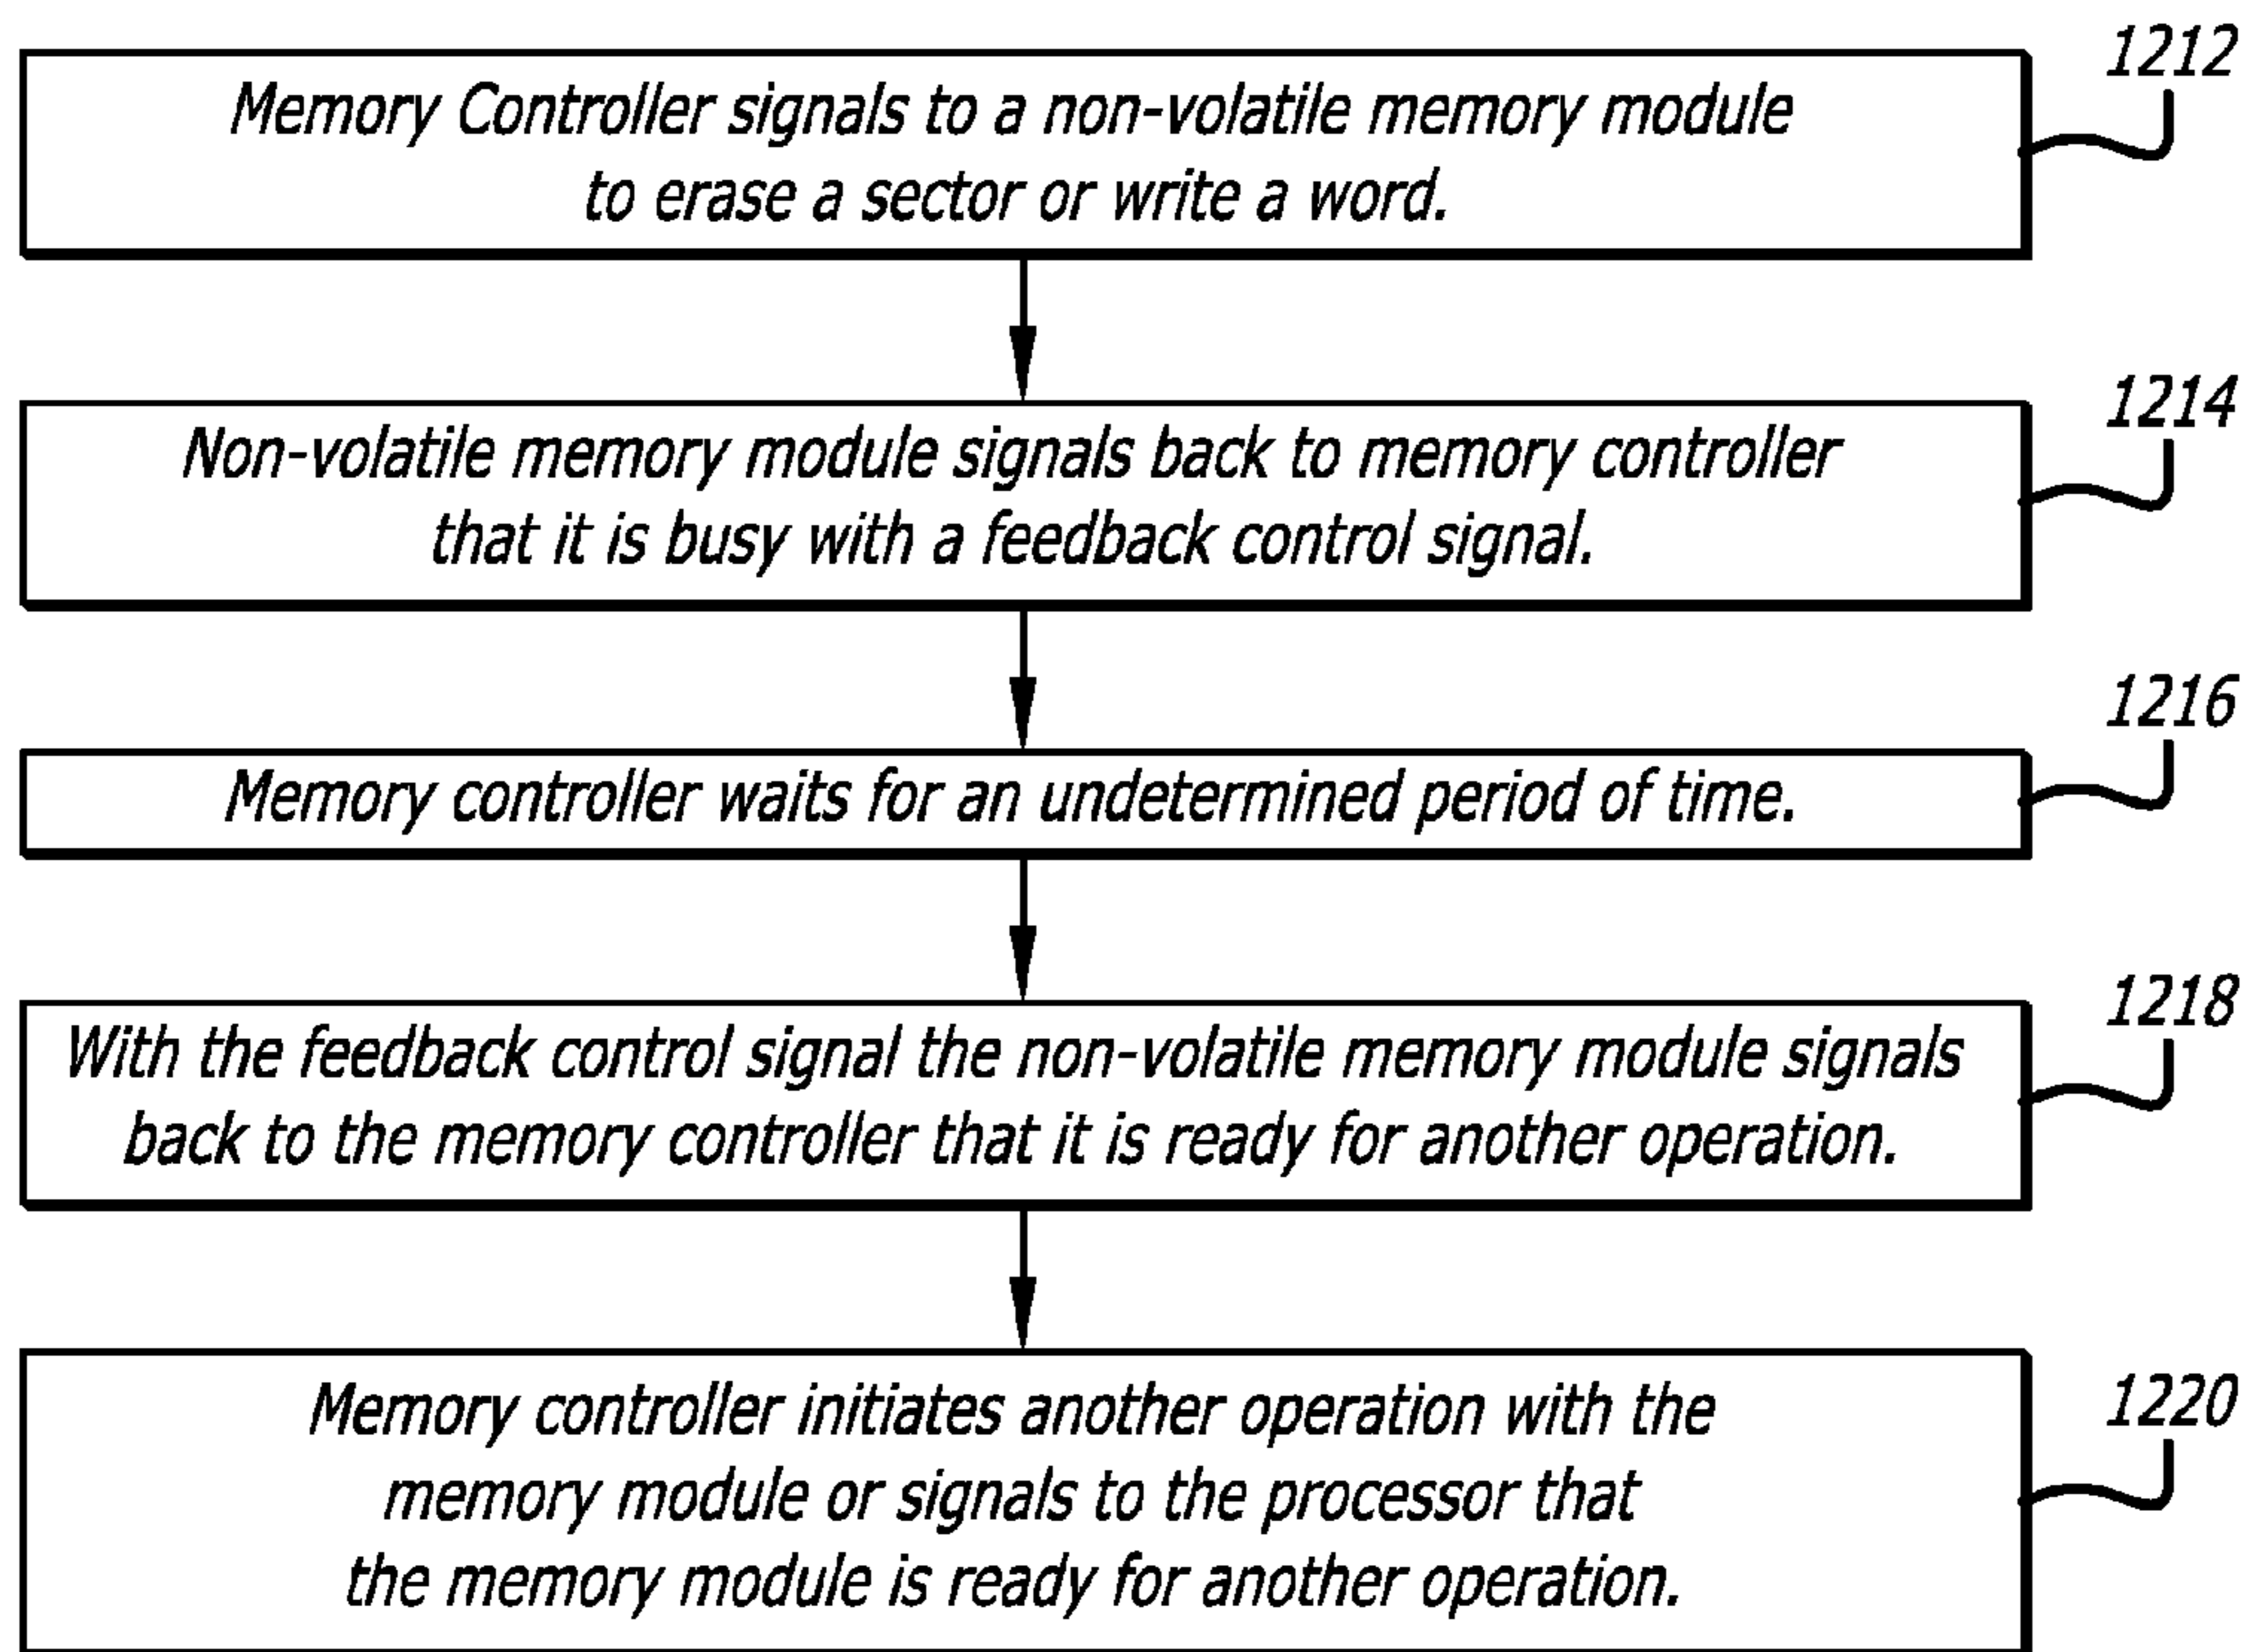 1212
Memory Controller signals to a non-volatile memory module
to erase a sector or write a word.
1214
Non-volatile memory module signals back to memory controller
that it is busy with a feedback control signal.
1216
Memory controller waits for an undetermined period of time.
1218
With the feedback control signal the non-volatile memory module signals
back to the memory controller that it is ready for another operation.
1220
Memory controller initiates another operation with the
memory module or signals to the processor that
the memory module is ready for another operation.